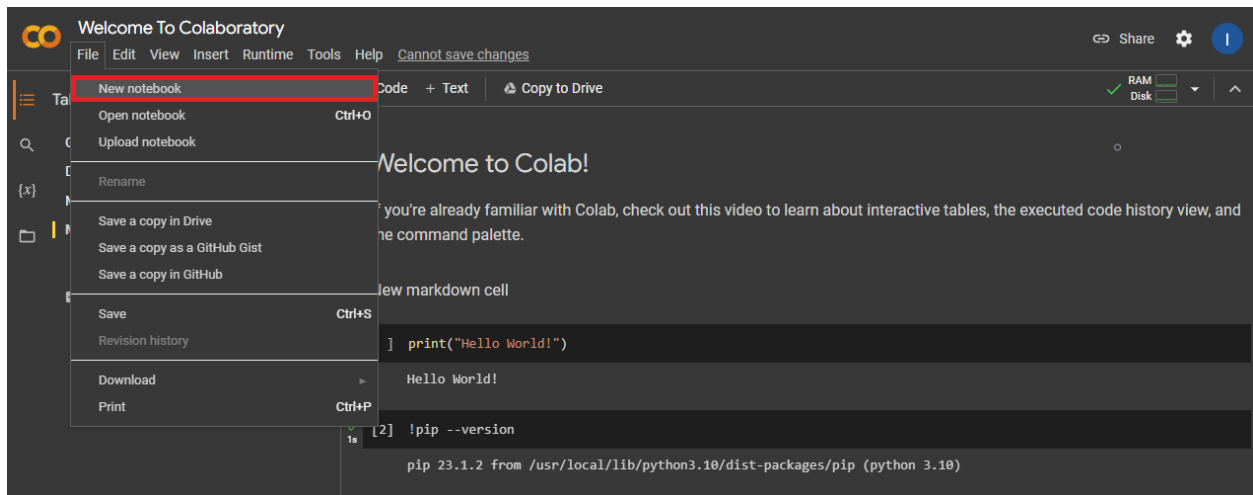 Welcome To Colaboratory
File Edit View Insert Runtime Tools Help Cannot save changes
Share
I
Code + Text Copy to Drive
RAM
Disk
New notebook
Open notebook Ctrl+O
Upload notebook
Rename
Save a copy in Drive
Save a copy as a GitHub Gist
Save a copy in GitHub
Save Ctrl+S
Revision history
Download
Print Ctrl+P
{x}
Welcome to Colab!
you're already familiar with Colab, check out this video to learn about interactive tables, the executed code history view, and
command palette.
markdown cell
] print("Hello World!")
Hello World!
1s
[2] !pip --version
pip 23.1.2 from /usr/local/lib/python3.10/dist-packages/pip (python 3.10)